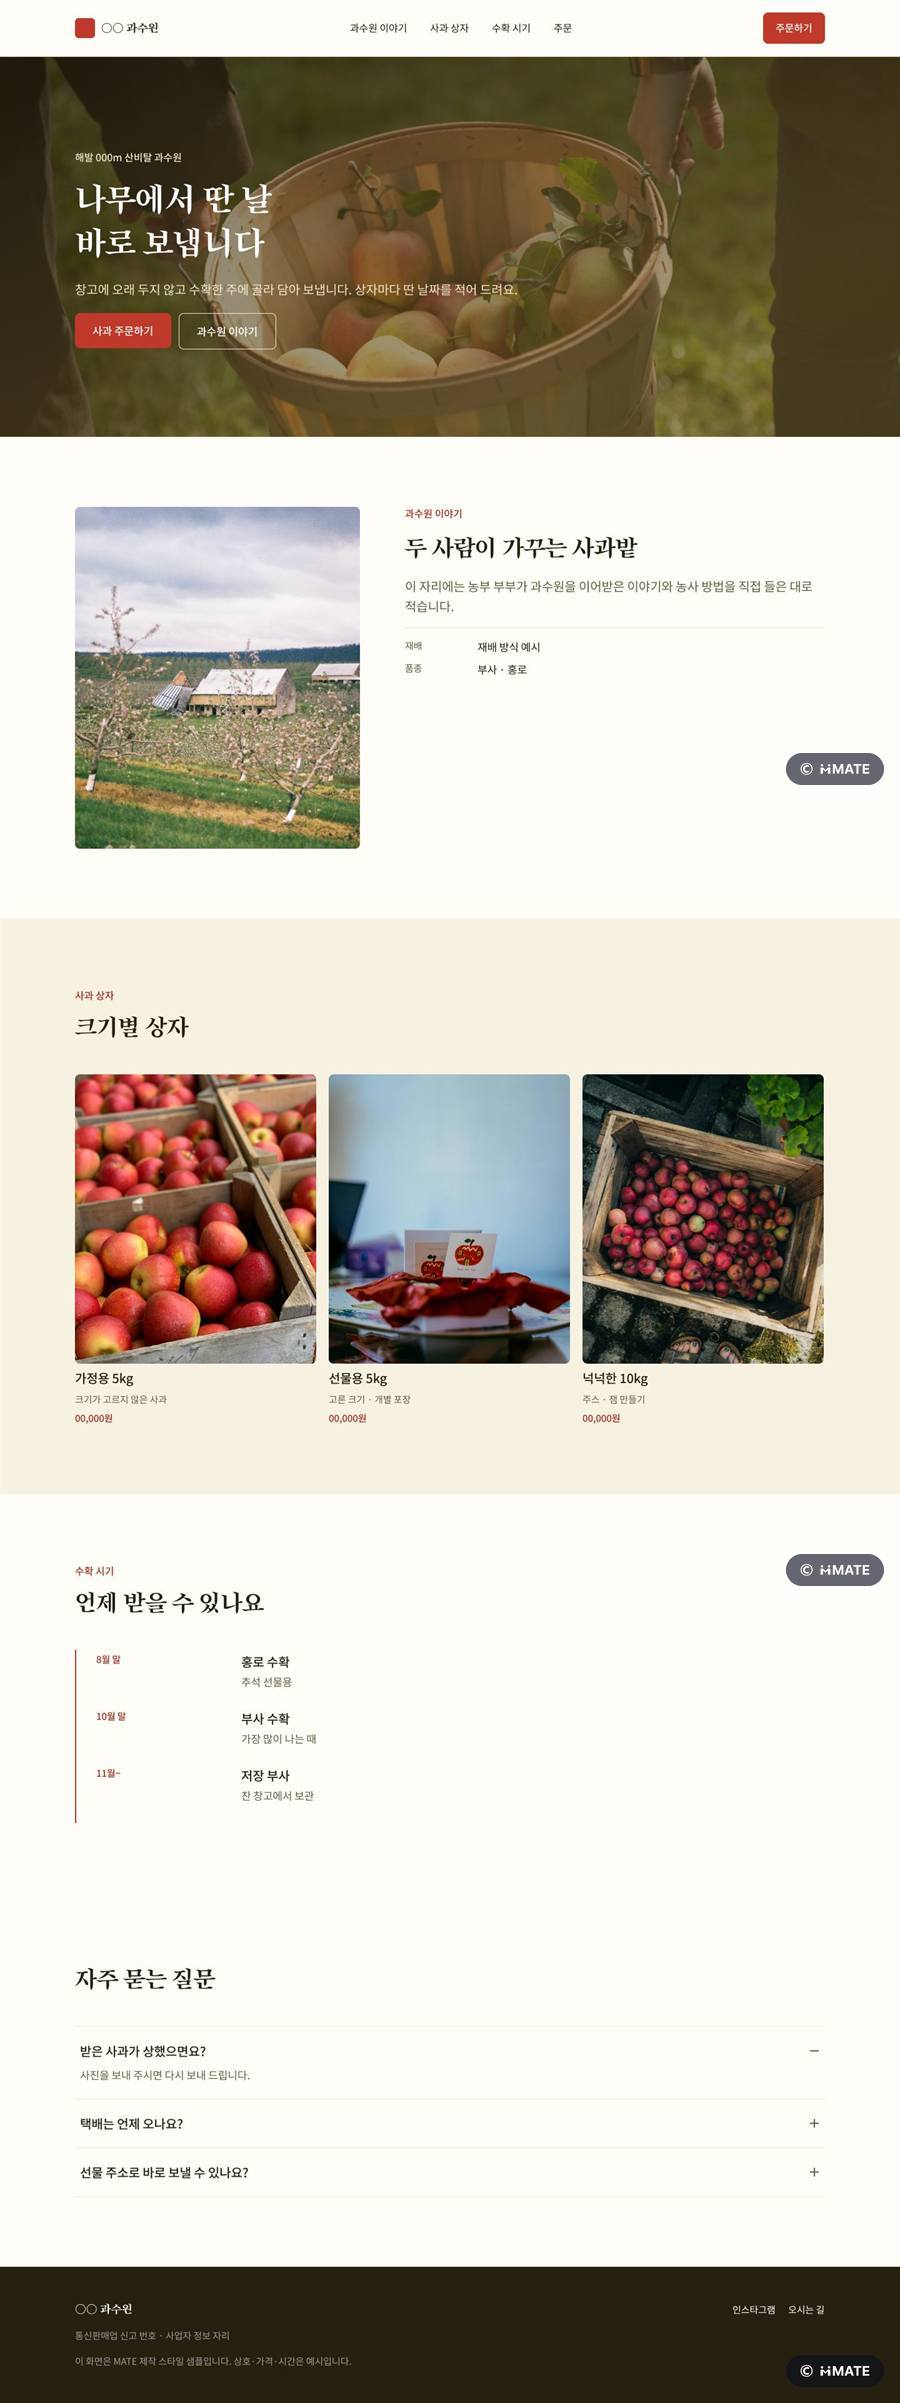 ○○ 과수원
과수원 이야기
사과 상자
수확 시기
주문
주문하기
해발 000m 산비탈 과수원
나무에서 딴 날
바로 보냅니다
창고에 오래 두지 않고 수확한 주에 골라 담아 보냅니다. 상자마다 딴 날짜를 적어 드려요.
사과 주문하기
과수원 이야기
과수원 이야기
두 사람이 가꾸는 사과밭
이 자리에는 농부 부부가 과수원을 이어받은 이야기와 농사 방법을 직접 들은 대로
적습니다.
재배 재배 방식 예시
품종 부사 · 홍로
© MATE
사과 상자
크기별 상자
가정용 5kg
크기가 고르지 않은 사과
00,000원
선물용 5kg
고른 크기 · 개별 포장
00,000원
넉넉한 10kg
주스 · 잼 만들기
00,000원
수확 시기
© MATE
언제 받을 수 있나요
8월 말 홍로 수확
추석 선물용
10월 말 부사 수확
가장 많이 나는 때
11월~ 저장 부사
찬 창고에서 보관
자주 묻는 질문
받은 사과가 상했으면요?
사진을 보내 주시면 다시 보내 드립니다.
택배는 언제 오나요?
선물 주소로 바로 보낼 수 있나요?
○○ 과수원
인스타그램
오시는 길
통신판매업 신고 번호 · 사업자 정보 자리
이 화면은 MATE 제작 스타일 샘플입니다. 상호·가격·시간은 예시입니다.
© MATE